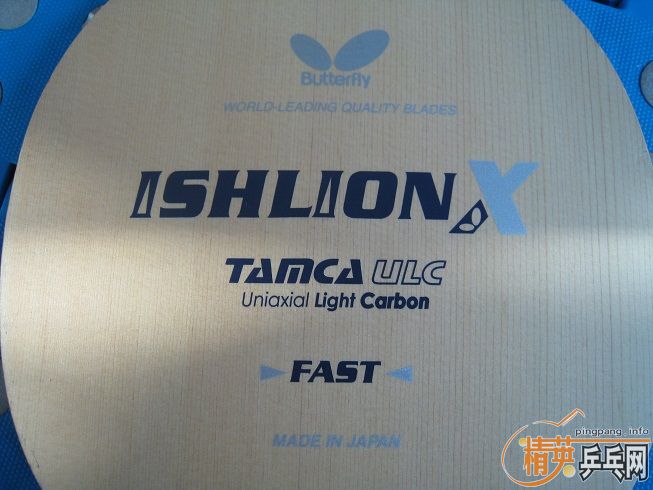 Butterfly
WORLD-LEADING QUALITY BLADES
ISHLION X
TAMCA ULC
Uniaxial Light Carbon
FAST
MADE IN JAPAN
pingpang.info
精英乒乓网